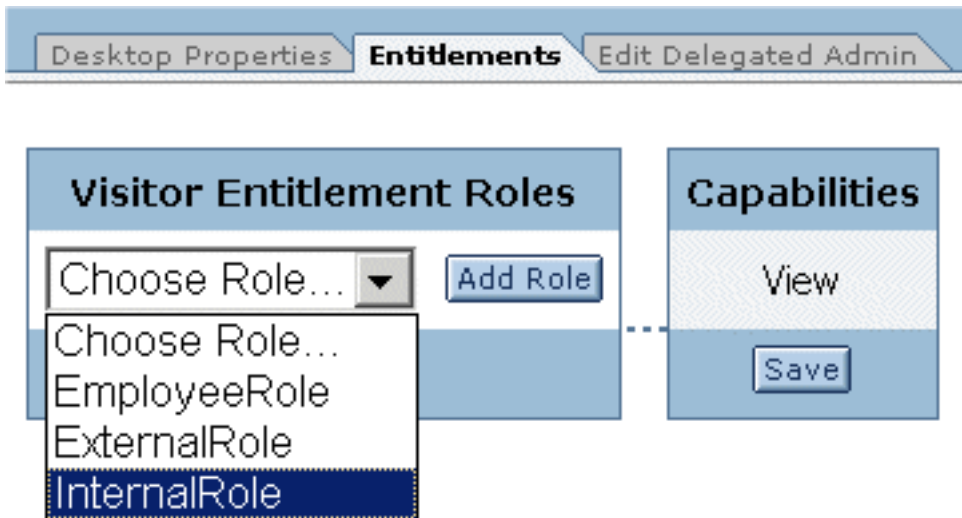 Desktop Properties Entitlements Edit Delegated Admin
Visitor Entitlement Roles
Capabilities
Choose Role... Add Role
View
Choose Role...
EmployeeRole
ExternalRole
InternalRole
Save